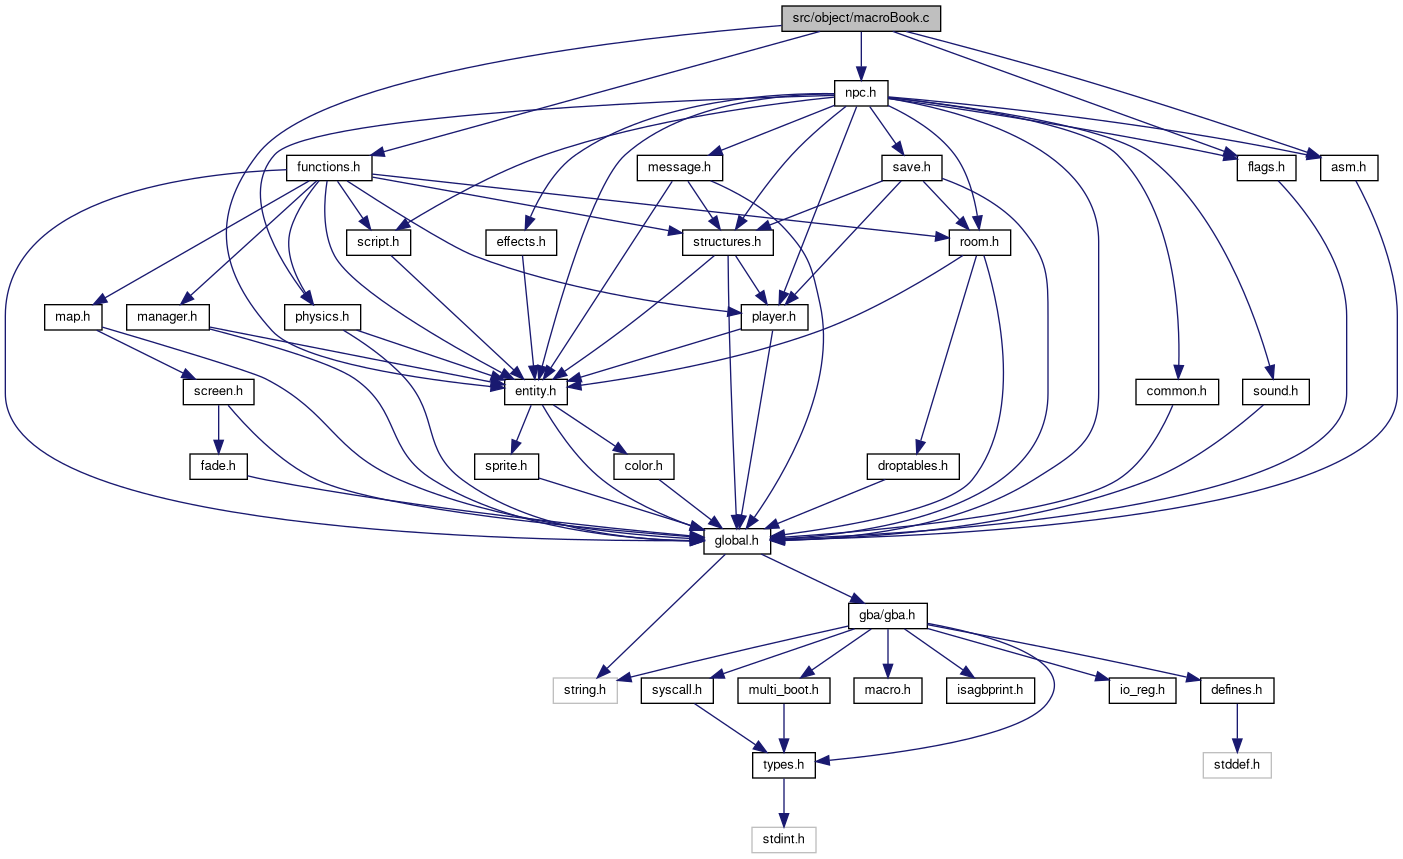 src/object/macroBook.c
npc.h
functions.h
message.h
save.h
flags.h
asm.h
script.h
effects.h
structures.h
room.h
map.h
manager.h
physics.h
player.h
screen.h
entity.h
common.h
sound.h
fade.h
sprite.h
color.h
droptables.h
global.h
gba/gba.h
string.h
syscall.h
multi_boot.h
macro.h
isagbprint.h
io_reg.h
defines.h
types.h
stddef.h
stdint.h